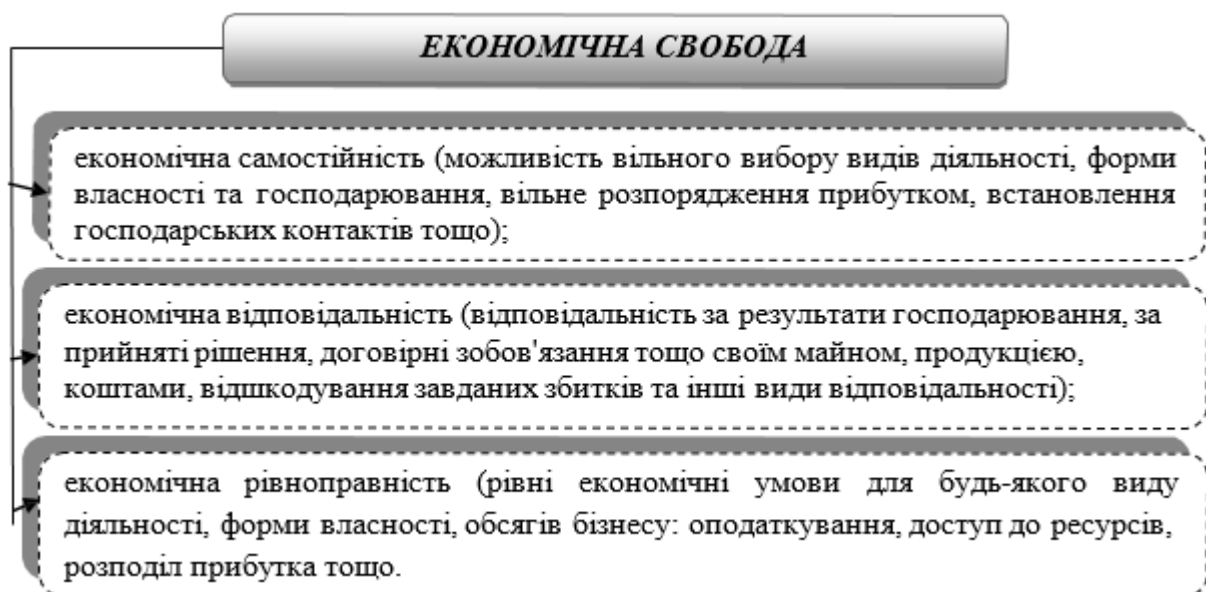 ЕКОНОМІЧНА СВОБОДА
економічна самостійність (можливість вільного вибору видів діяльності, форми
власності та господарювання, вільне розпорядження прибутком, встановлення
господарських контактів тощо);
економічна відповідальність (відповідальність за результати господарювання, за
прийняті рішення, договірні зобов'язання тощо своїм майном, продукцією,
коштами, відшкодування завданих збитків та інші види відповідальності);
економічна рівноправність (рівні економічні умови для будь-якого виду
діяльності, форми власності, обсягів бізнесу: оподаткування, доступ до ресурсів,
розподіл прибутка тощо.